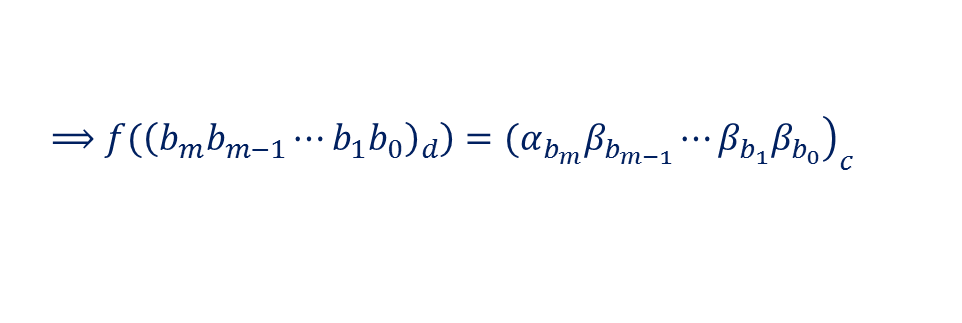 ⟹ f((b_m b_{m−1} ⋯ b_1 b_0)_d) = (α_{b_m} β_{b_{m−1}} ⋯ β_{b_1} β_{b_0})_c